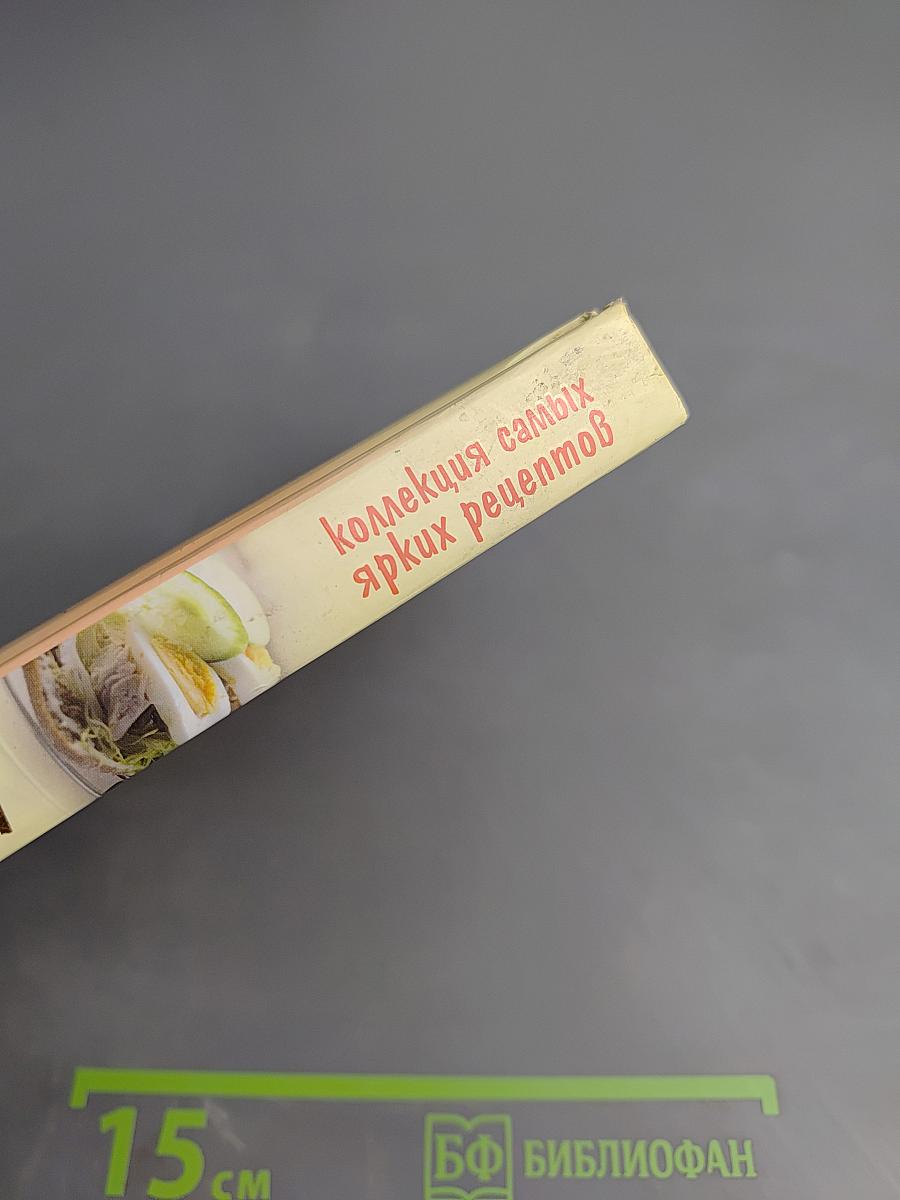 коллекция самых
ярких рецептов
15 см
БФ БИБЛИОФАН